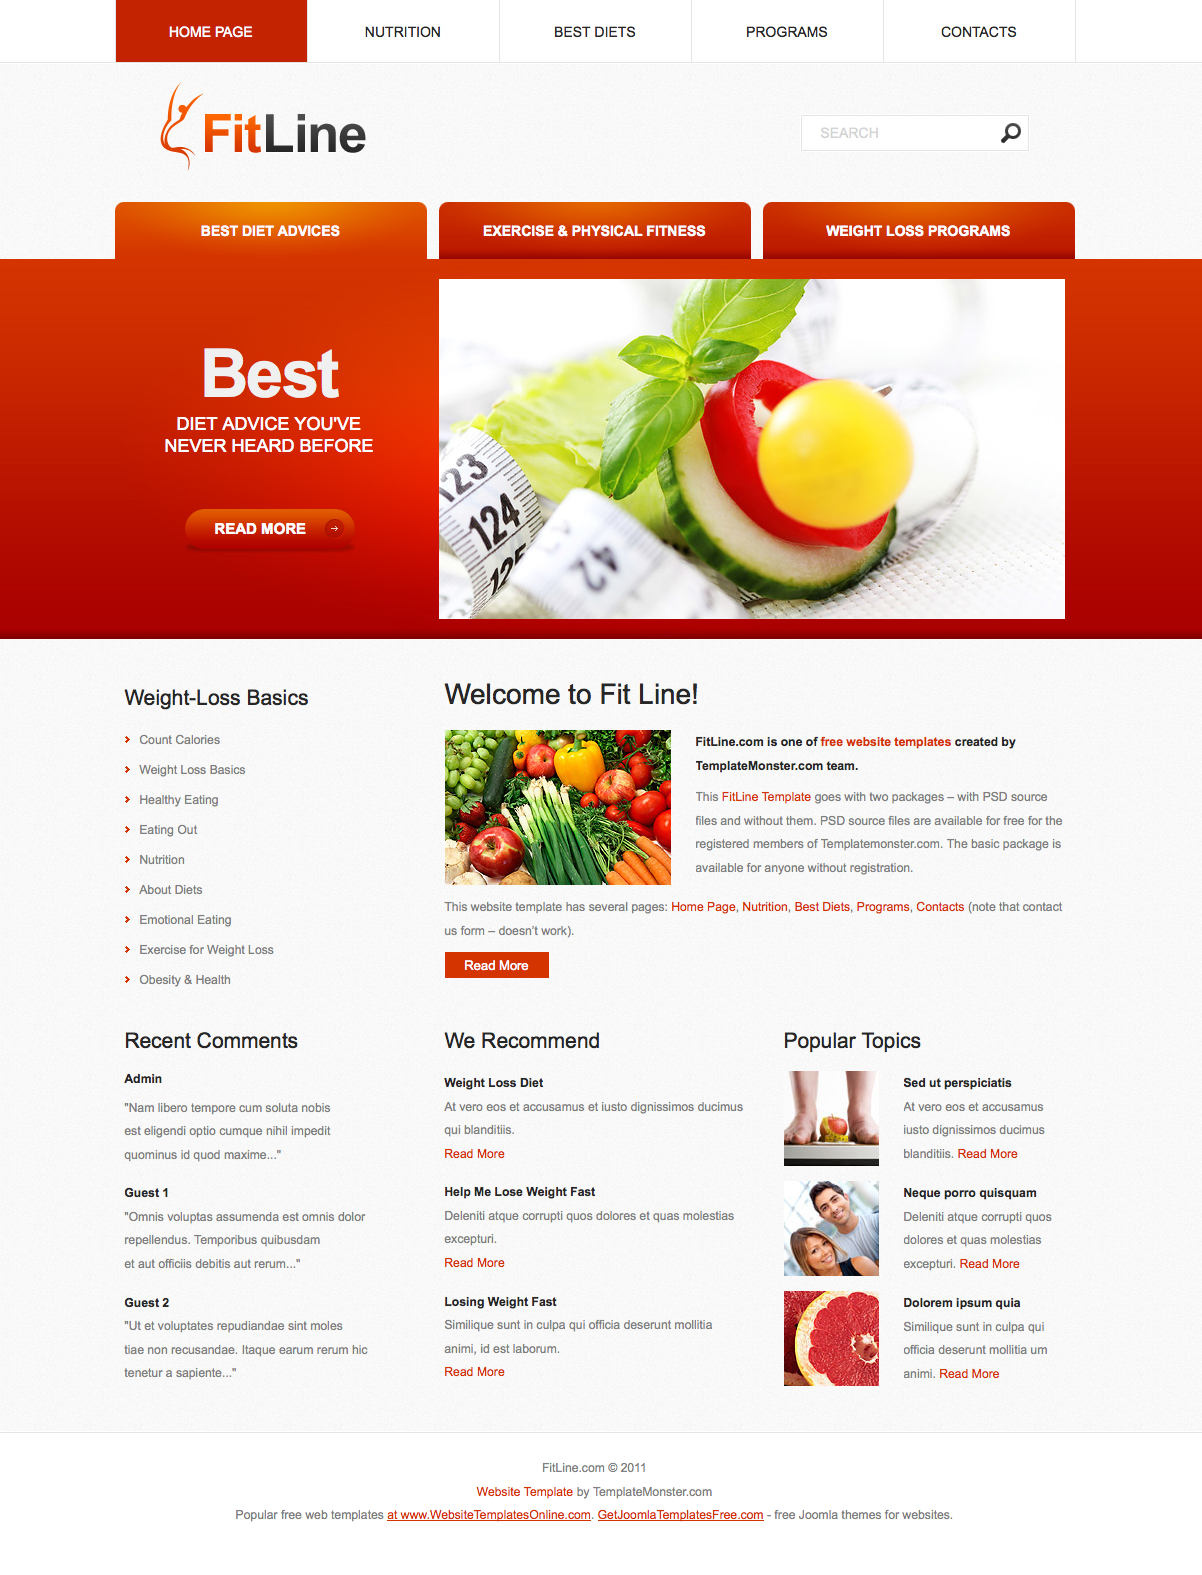 HOME PAGE
NUTRITION
BEST DIETS
PROGRAMS
CONTACTS
FitLine
SEARCH
BEST DIET ADVICES
EXERCISE & PHYSICAL FITNESS
WEIGHT LOSS PROGRAMS
Best
DIET ADVICE YOU'VE
NEVER HEARD BEFORE
READ MORE
123
124
125
42
Weight-Loss Basics
Count Calories
Weight Loss Basics
Healthy Eating
Eating Out
Nutrition
About Diets
Emotional Eating
Exercise for Weight Loss
Obesity & Health
Welcome to Fit Line!
FitLine.com is one of free website templates created by
TemplateMonster.com team.
This FitLine Template goes with two packages – with PSD source
files and without them. PSD source files are available for free for the
registered members of Templatemonster.com. The basic package is
available for anyone without registration.
This website template has several pages: Home Page, Nutrition, Best Diets, Programs, Contacts (note that contact
us form – doesn't work).
Read More
Recent Comments
Admin
"Nam libero tempore cum soluta nobis
est eligendi optio cumque nihil impedit
quominus id quod maxime..."
Guest 1
"Omnis voluptas assumenda est omnis dolor
repellendus. Temporibus quibusdam
et aut officiis debitis aut rerum..."
Guest 2
"Ut et voluptates repudiandae sint moles
tiae non recusandae. Itaque earum rerum hic
tenetur a sapiente..."
We Recommend
Weight Loss Diet
At vero eos et accusamus et iusto dignissimos ducimus
qui blanditiis.
Read More
Help Me Lose Weight Fast
Deleniti atque corrupti quos dolores et quas molestias
excepturi.
Read More
Losing Weight Fast
Similique sunt in culpa qui officia deserunt mollitia
animi, id est laborum.
Read More
Popular Topics
Sed ut perspiciatis
At vero eos et accusamus
iusto dignissimos ducimus
blanditiis. Read More
Neque porro quisquam
Deleniti atque corrupti quos
dolores et quas molestias
excepturi. Read More
Dolorem ipsum quia
Similique sunt in culpa qui
officia deserunt mollitia um
animi. Read More
FitLine.com © 2011
Website Template by TemplateMonster.com
Popular free web templates at www.WebsiteTemplatesOnline.com. GetJoomlaTemplatesFree.com - free Joomla themes for websites.